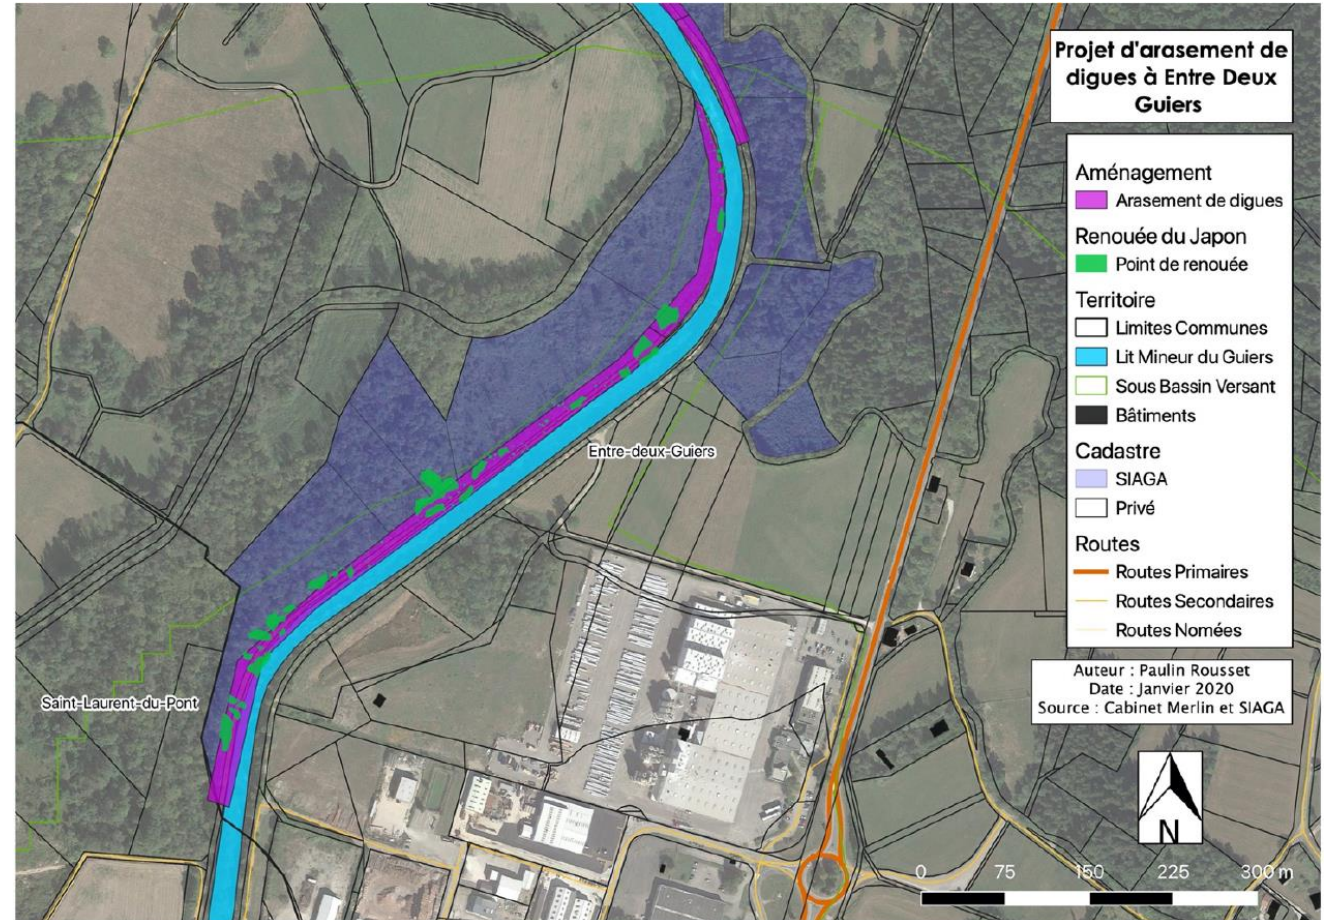 Projet d'arasement de
digues à Entre Deux
Guiers
Aménagement
Arasement de digues
Renouée du Japon
Point de renouée
Territoire
Limites Communes
Lit Mineur du Guiers
Sous Bassin Versant
Bâtiments
Cadastre
SIAGA
Privé
Routes
Routes Primaires
Routes Secondaires
Routes Nomées
Auteur : Paulin Rousset
Date : Janvier 2020
Source : Cabinet Merlin et SIAGA
Entre-deux-Guiers
Saint-Laurent-du-Pont
N
0 75 150 225 300 m